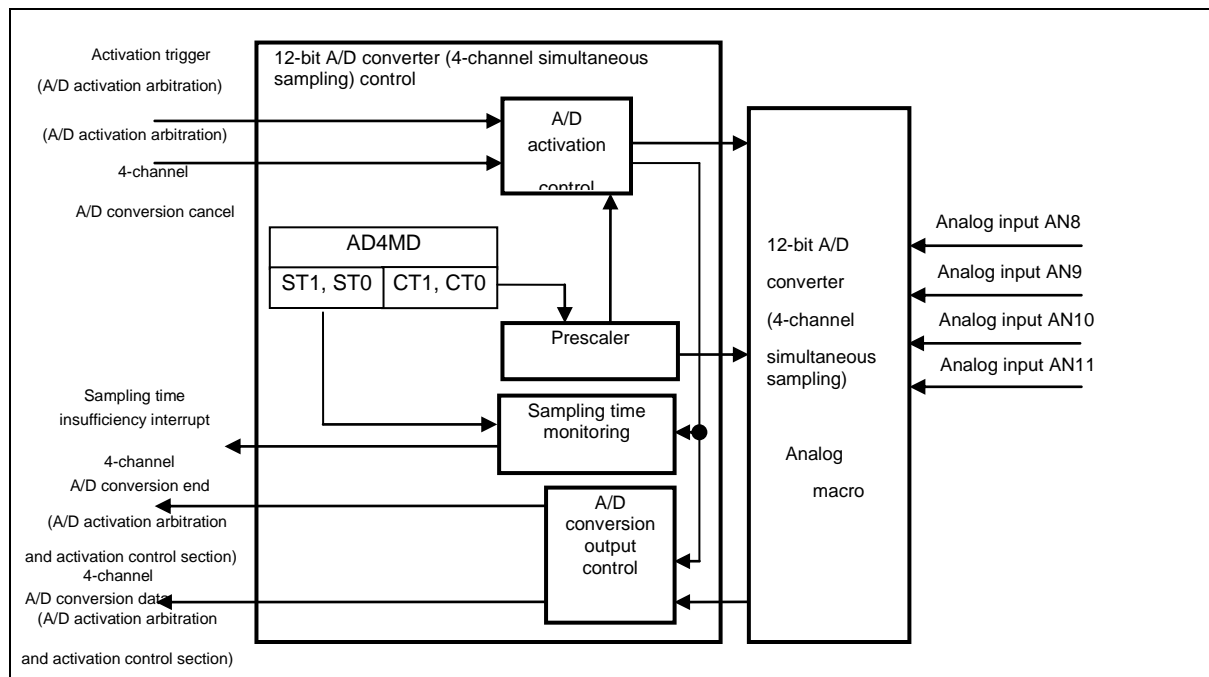 Activation trigger
(A/D activation arbitration)
(A/D activation arbitration)
4-channel
A/D conversion cancel
12-bit A/D converter (4-channel simultaneous
sampling) control
A/D
activation
control
AD4MD
ST1, ST0
CT1, CT0
Prescaler
Sampling time
monitoring
A/D
conversion
output
control
Sampling time
insufficiency interrupt
4-channel
A/D conversion end
(A/D activation arbitration
and activation control section)
4-channel
A/D conversion data
(A/D activation arbitration
and activation control section)
12-bit A/D
converter
(4-channel
simultaneous
sampling)
Analog
macro
Analog input AN8
Analog input AN9
Analog input AN10
Analog input AN11